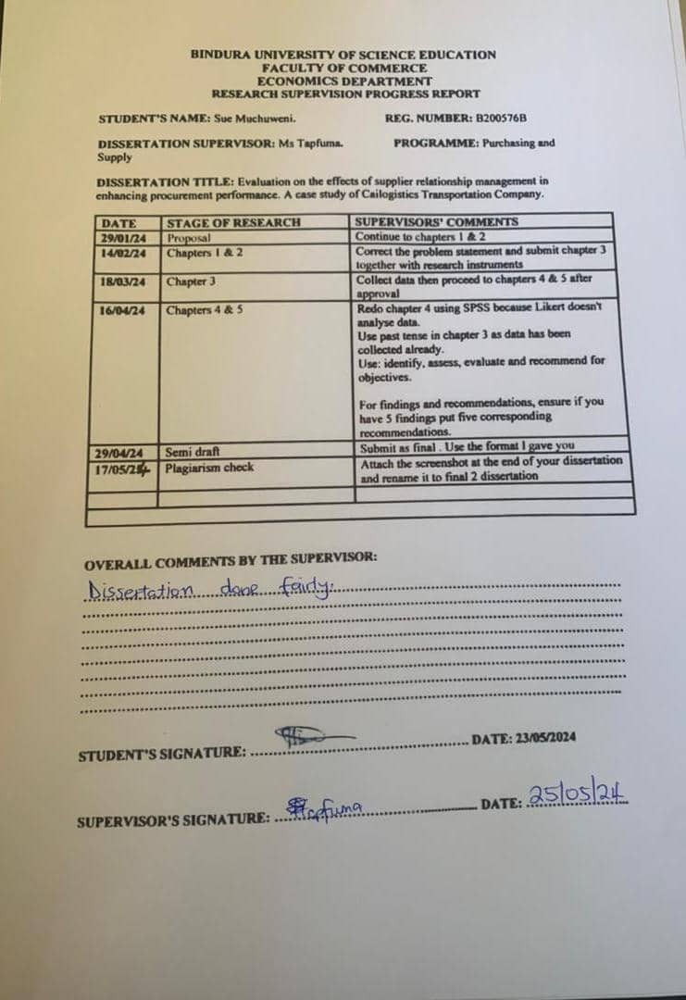 BINDURA UNIVERSITY OF SCIENCE EDUCATION
FACULTY OF COMMERCE
ECONOMICS DEPARTMENT
RESEARCH SUPERVISION PROGRESS REPORT
STUDENT'S NAME: Sue Muchuweni. REG. NUMBER: B200576B
DISSERTATION SUPERVISOR: Ms Tapfuma. PROGRAMME: Purchasing and
Supply
DISSERTATION TITLE: Evaluation on the effects of supplier relationship management in
enhancing procurement performance. A case study of Cailogistics Transportation Company.
DATE STAGE OF RESEARCH SUPERVISORS' COMMENTS
29/01/24 Proposal Continue to chapters 1 & 2
14/02/24 Chapters 1 & 2 Correct the problem statement and submit chapter 3
together with research instruments
18/03/24 Chapter 3 Collect data then proceed to chapters 4 & 5 after
approval
16/04/24 Chapters 4 & 5 Redo chapter 4 using SPSS because Likert doesn't
analyse data.
Use past tense in chapter 3 as data has been
collected already.
Use: identify, assess, evaluate and recommend for
objectives.
For findings and recommendations, ensure if you
have 5 findings put five corresponding
recommendations.
29/04/24 Semi draft Submit as final . Use the format I gave you
17/05/24 Plagiarism check Attach the screenshot at the end of your dissertation
and rename it to final 2 dissertation
OVERALL COMMENTS BY THE SUPERVISOR:
Dissertation done fairly.
STUDENT'S SIGNATURE: DATE: 23/05/2024
SUPERVISOR'S SIGNATURE: Tapfuma DATE: 25/05/24